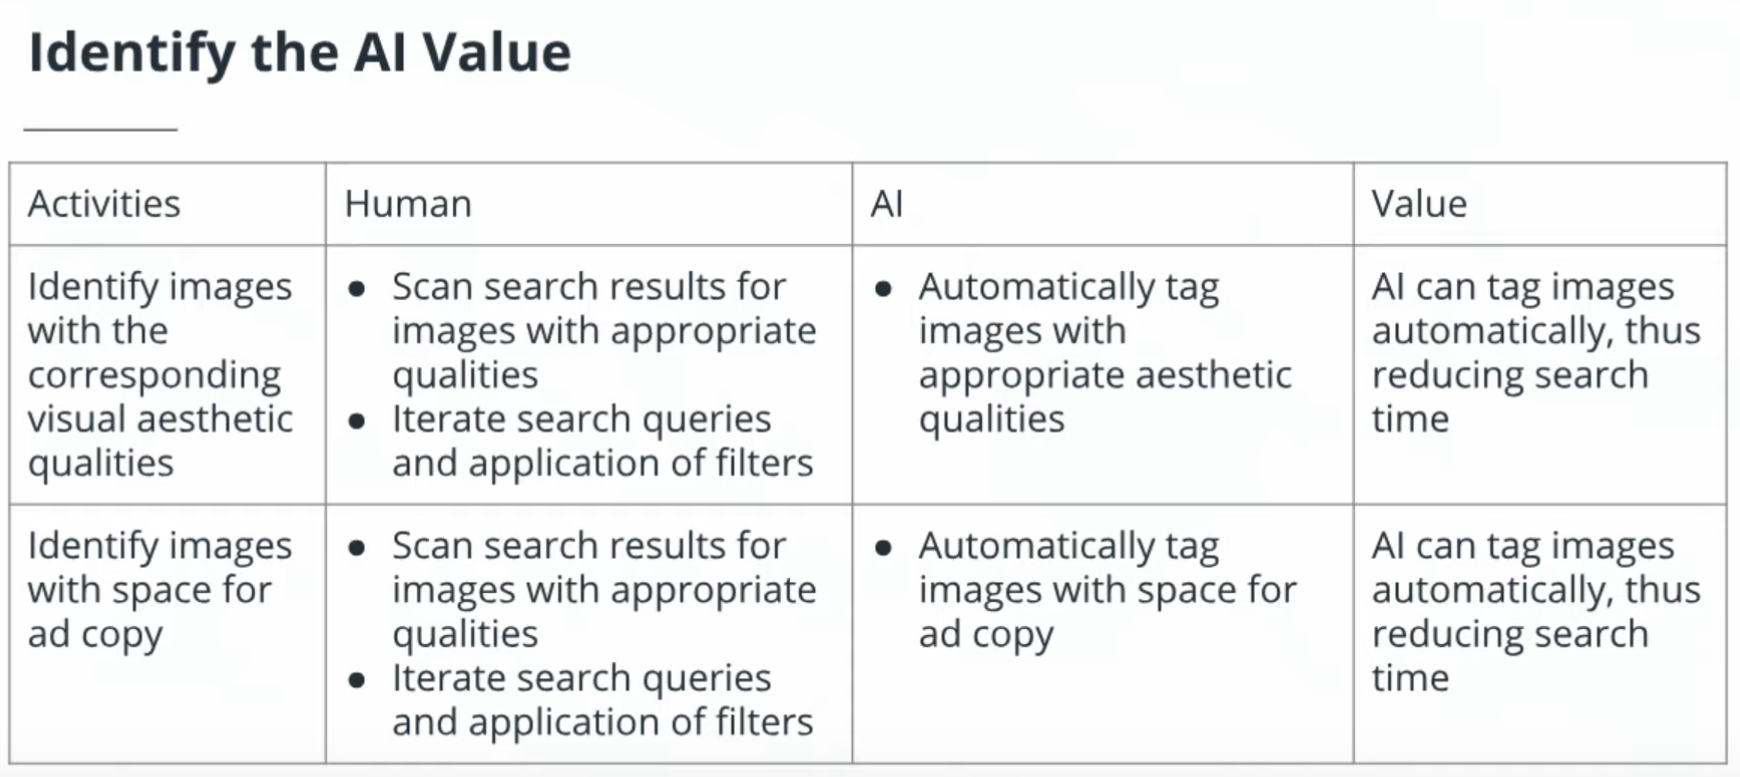 Identify the AI Value
Activities
Human
AI
Value
Identify images
with the
corresponding
visual aesthetic
qualities
● Scan search results for
images with appropriate
qualities
● Iterate search queries
and application of filters
● Automatically tag
images with
appropriate aesthetic
qualities
AI can tag images
automatically, thus
reducing search
time
Identify images
with space for
ad copy
● Scan search results for
images with appropriate
qualities
● Iterate search queries
and application of filters
● Automatically tag
images with space for
ad copy
AI can tag images
automatically, thus
reducing search
time